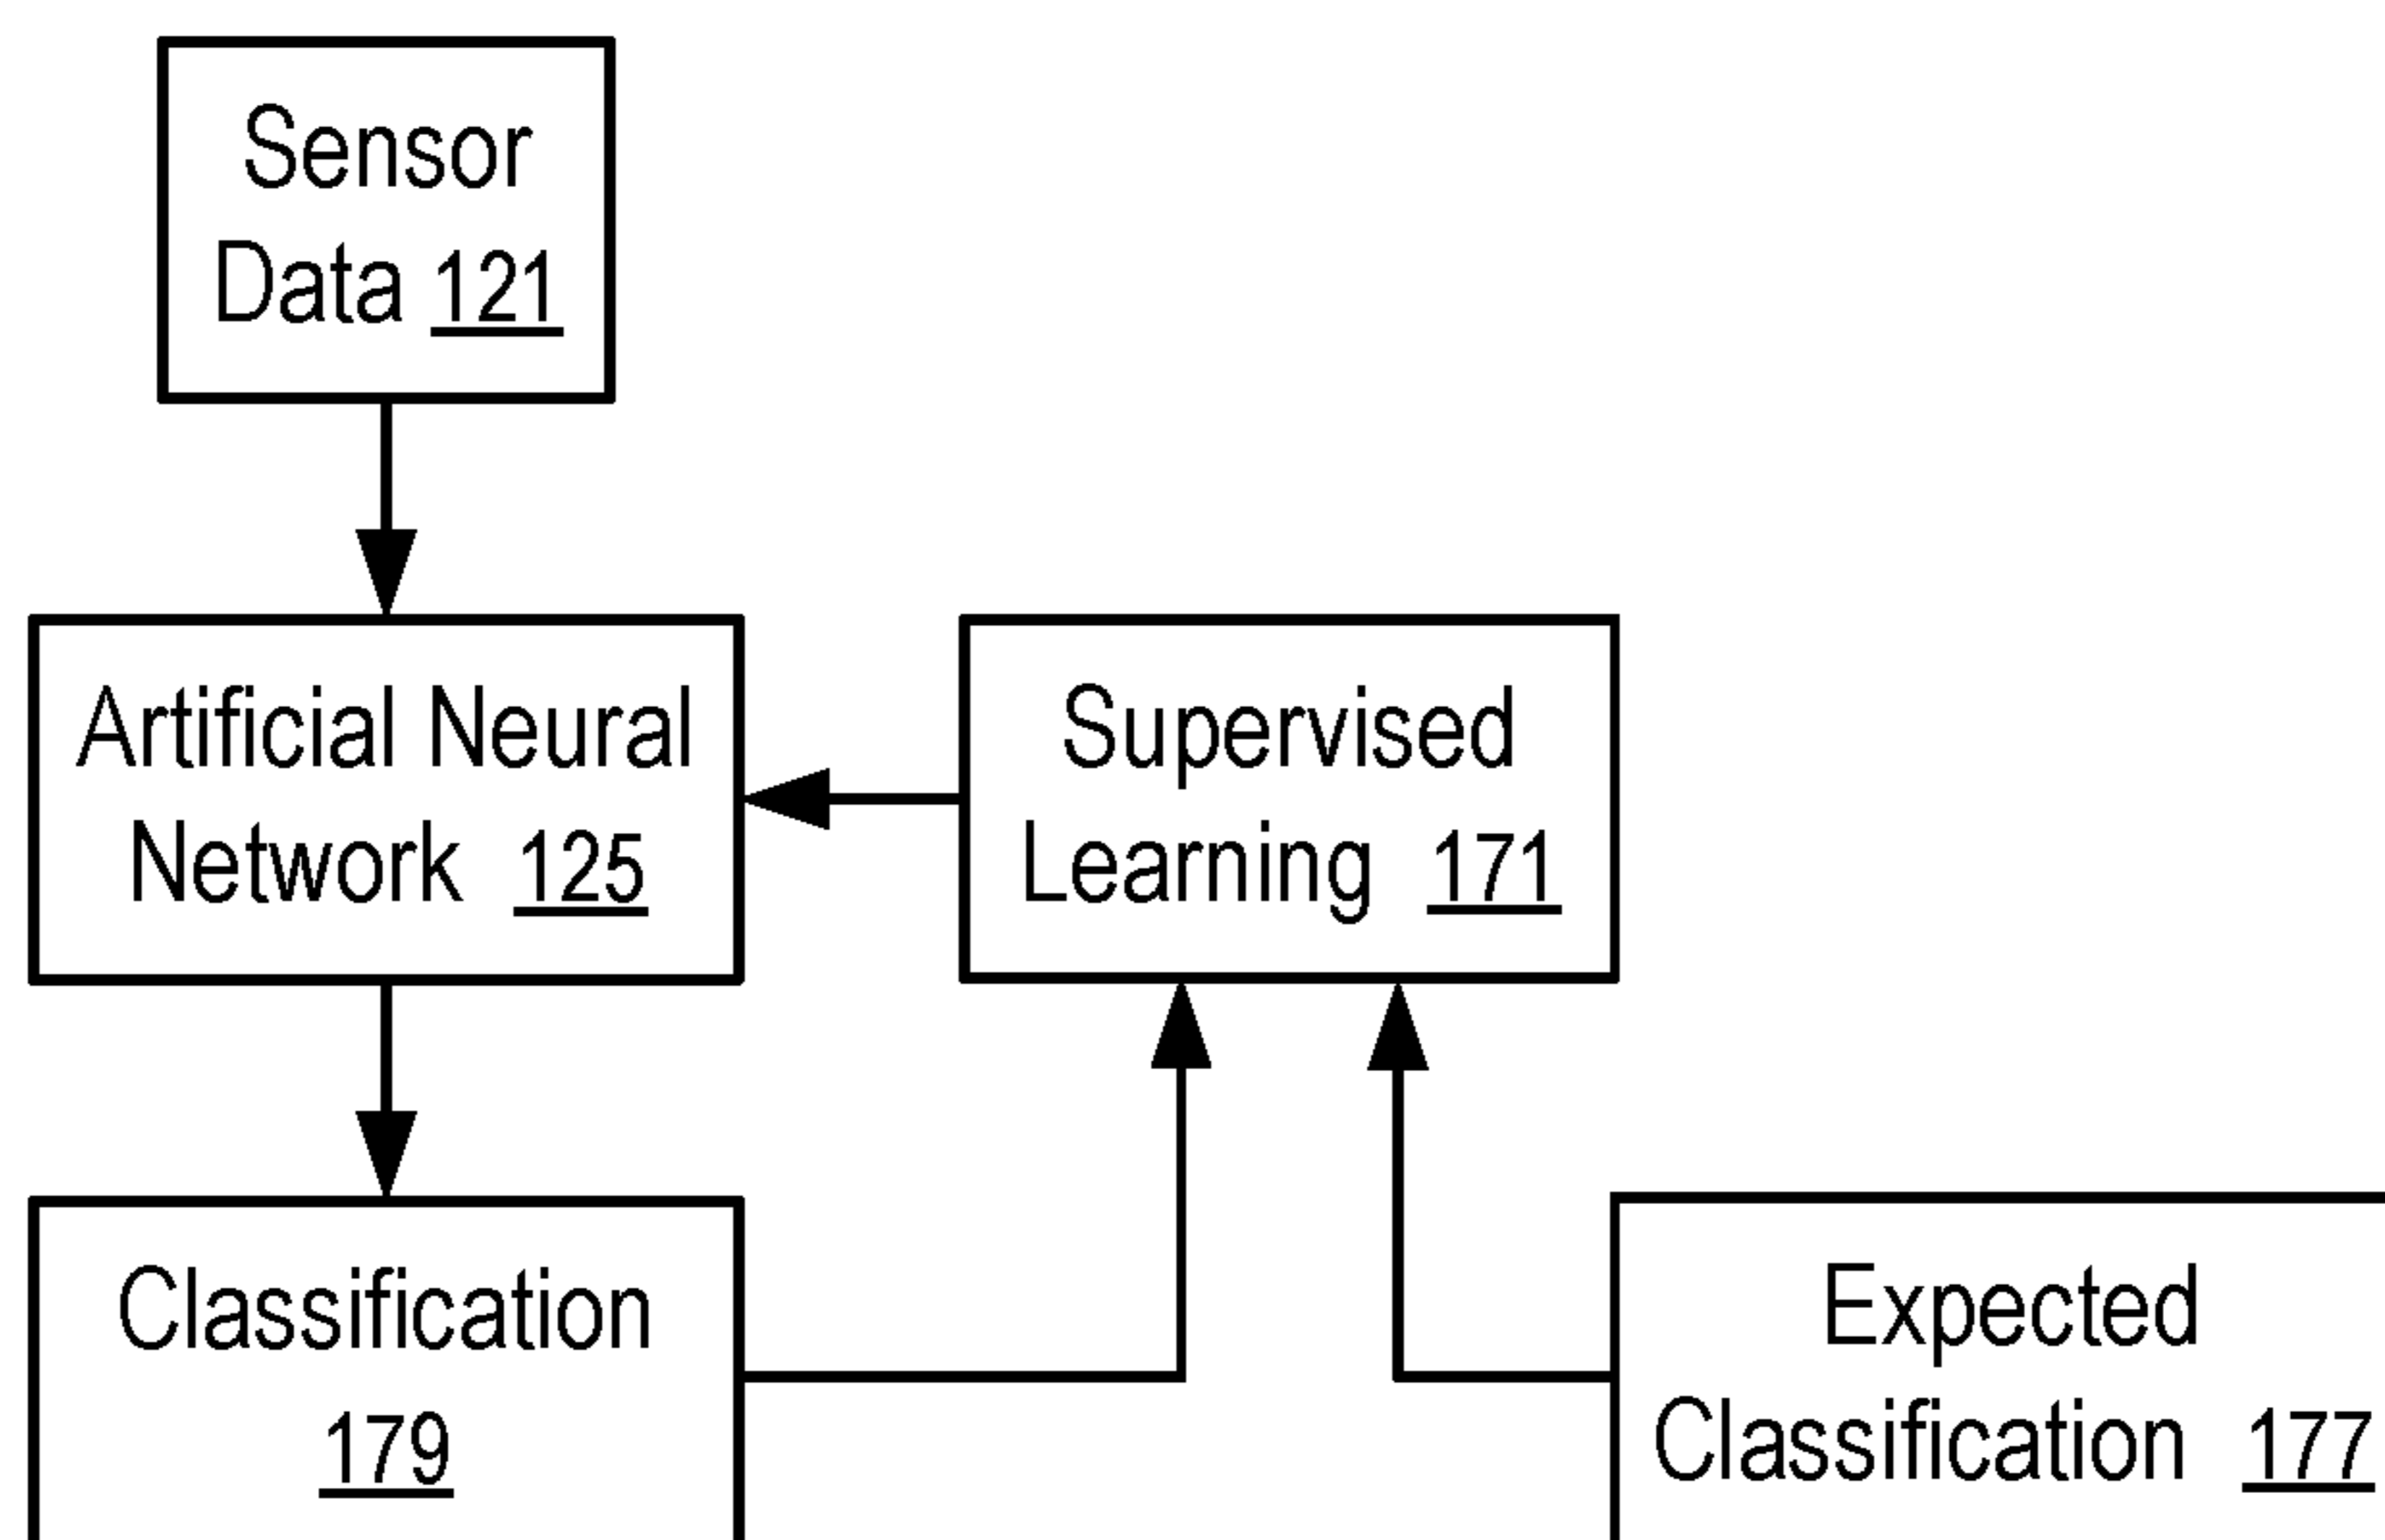 Sensor
Data 121
Artificial Neural
Network 125
Supervised
Learning 171
Classification
179
Expected
Classification 177